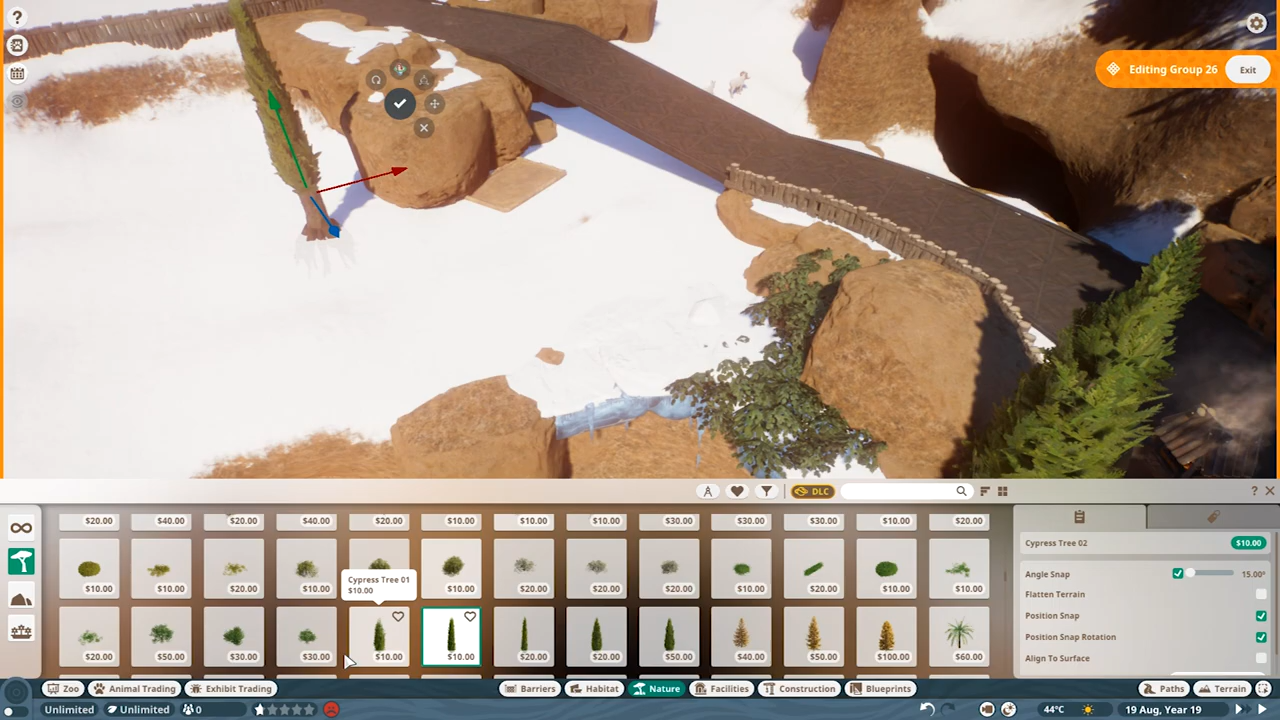 ?
Editing Group 26
Exit
DLC
?
$20.00 $40.00 $20.00 $40.00 $20.00 $10.00 $10.00 $10.00 $30.00 $30.00 $30.00 $10.00 $20.00
$10.00 $10.00 $20.00 $10.00 $10.00 $20.00 $10.00 $20.00 $10.00 $20.00 $10.00 $10.00
Cypress Tree 01
$10.00
$20.00 $50.00 $30.00 $30.00 $10.00 $10.00 $20.00 $20.00 $50.00 $40.00 $50.00 $100.00 $60.00
Cypress Tree 02
$10.00
Angle Snap
15.00°
Flatten Terrain
Position Snap
Position Snap Rotation
Align To Surface
Zoo
Animal Trading
Exhibit Trading
Barriers
Habitat
Nature
Facilities
Construction
Blueprints
Paths
Terrain
Unlimited
Unlimited
0
44°C
19 Aug, Year 19